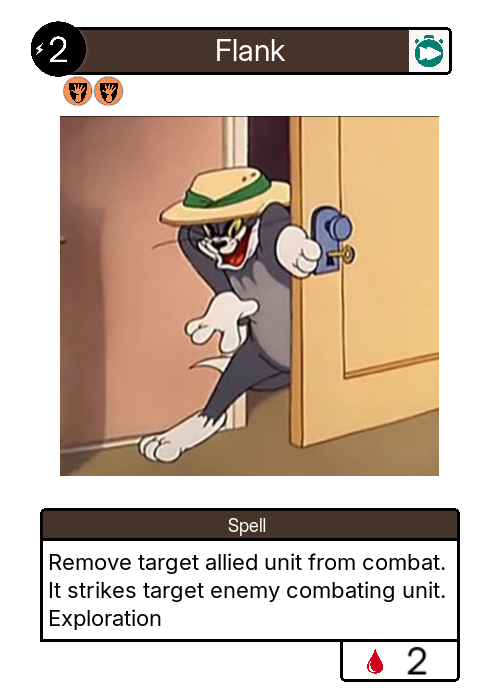 2
Flank
Spell
Remove target allied unit from combat.
It strikes target enemy combating unit.
Exploration
2